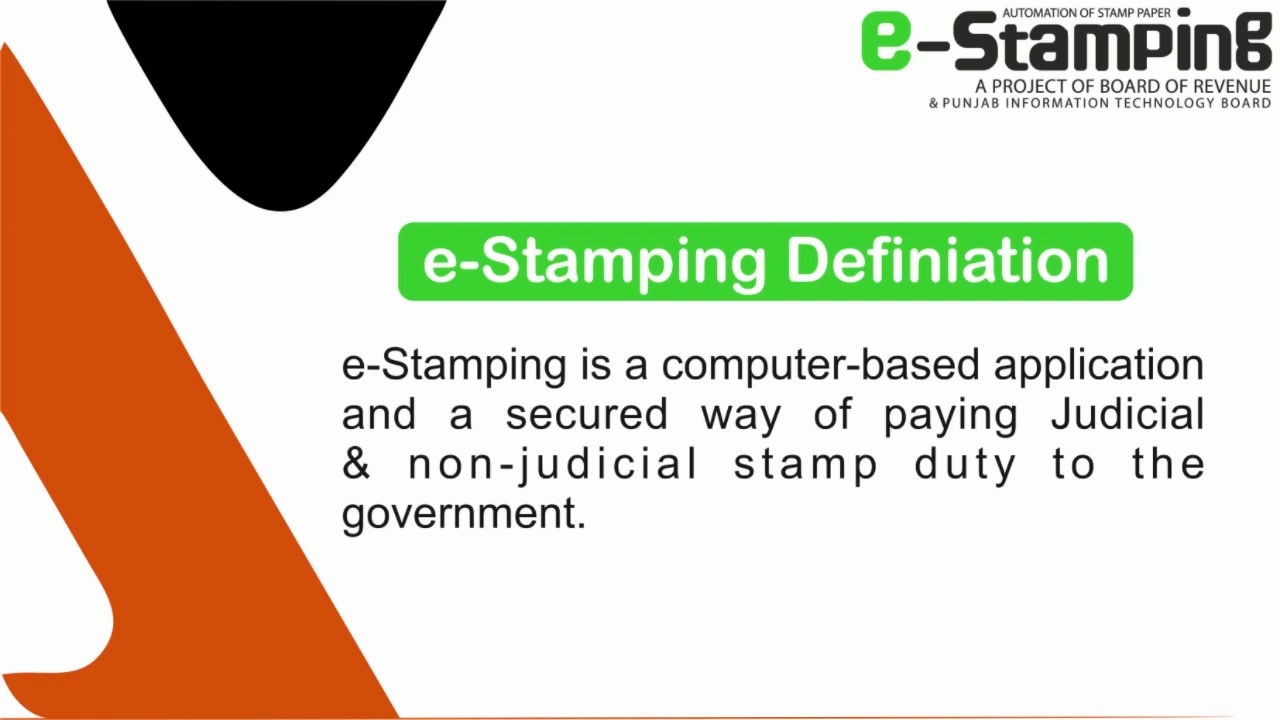 AUTOMATION OF STAMP PAPER
e-Stamping
A PROJECT OF BOARD OF REVENUE
& PUNJAB INFORMATION TECHNOLOGY BOARD
e-Stamping Definiation
e-Stamping is a computer-based application
and a secured way of paying Judicial
& non-judicial stamp duty to the
government.